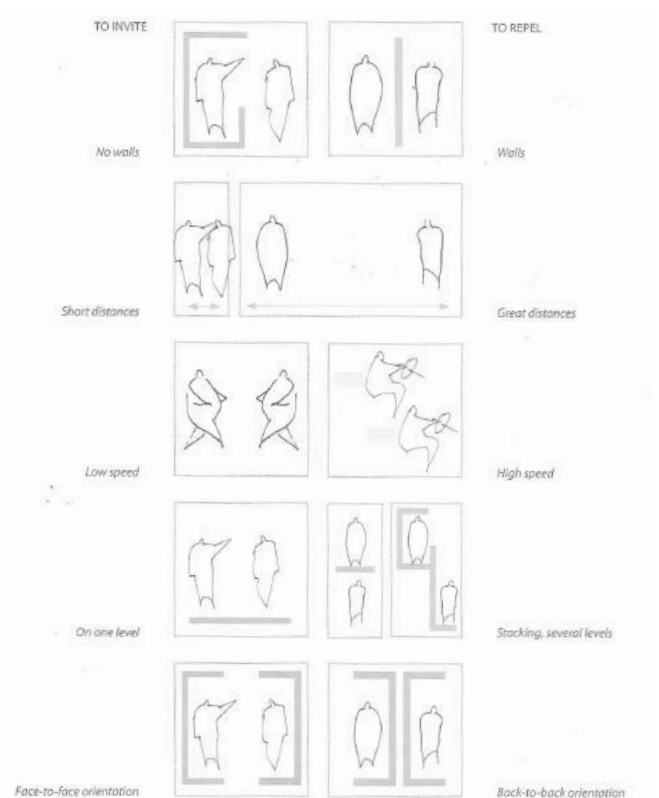 TO INVITE
TO REPEL
No walls
Walls
Short distances
Great distances
Low speed
High speed
On one level
Stacking, several levels
Face-to-face orientation
Back-to-back orientation